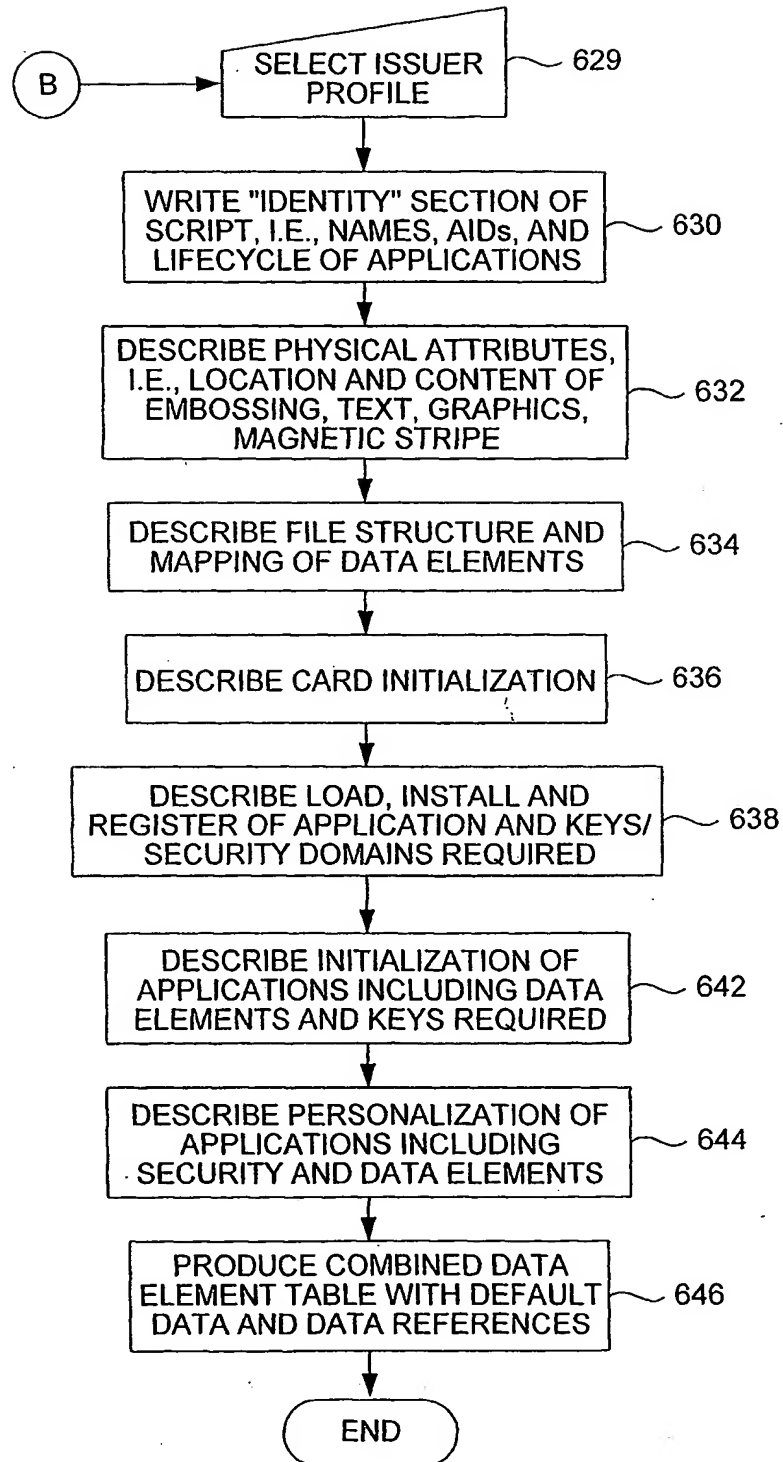 B
SELECT ISSUER
PROFILE
629
WRITE "IDENTITY" SECTION OF
SCRIPT, I.E., NAMES, AIDs, AND
LIFECYCLE OF APPLICATIONS
630
DESCRIBE PHYSICAL ATTRIBUTES,
I.E., LOCATION AND CONTENT OF
EMBOSSING, TEXT, GRAPHICS,
MAGNETIC STRIPE
632
DESCRIBE FILE STRUCTURE AND
MAPPING OF DATA ELEMENTS
634
DESCRIBE CARD INITIALIZATION
636
DESCRIBE LOAD, INSTALL AND
REGISTER OF APPLICATION AND KEYS/
SECURITY DOMAINS REQUIRED
638
DESCRIBE INITIALIZATION OF
APPLICATIONS INCLUDING DATA
ELEMENTS AND KEYS REQUIRED
642
DESCRIBE PERSONALIZATION OF
APPLICATIONS INCLUDING
SECURITY AND DATA ELEMENTS
644
PRODUCE COMBINED DATA
ELEMENT TABLE WITH DEFAULT
DATA AND DATA REFERENCES
646
END